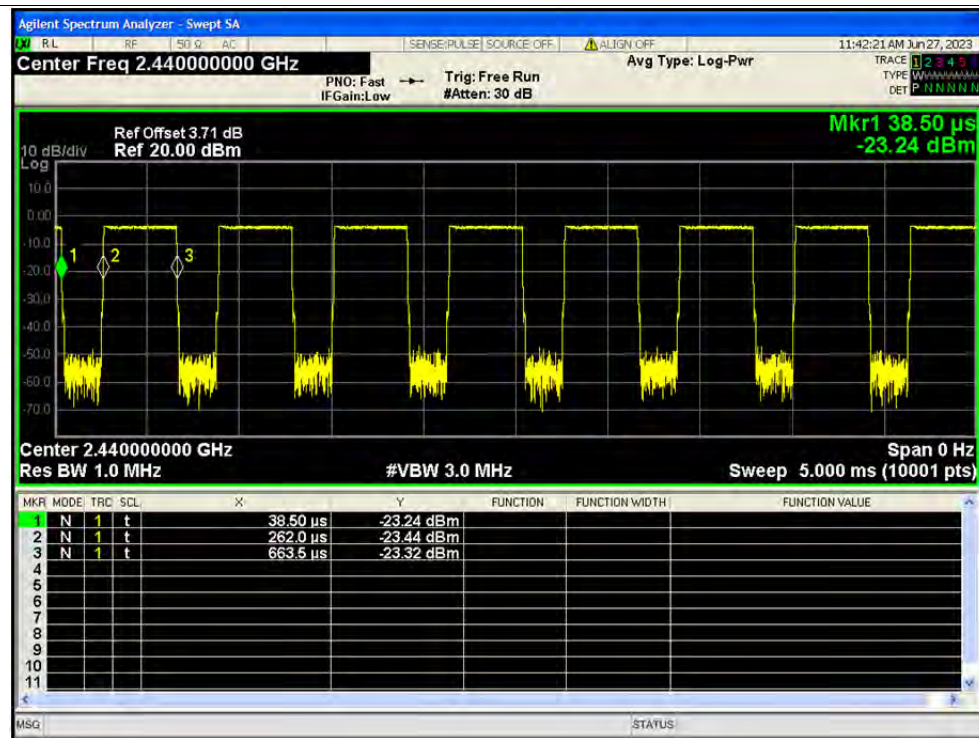 Agilent Spectrum Analyzer - Swept SA
RL RF 50 Ω AC SENSE:PULSE SOURCE OFF ALIGN OFF 11:42:21 AM Jun 27, 2023
Center Freq 2.440000000 GHz Avg Type: Log-Pwr TRACE 1 2 3 4 5 6
PNO: Fast Trig: Free Run TYPE
IFGain:Low #Atten: 30 dB DET P N N N N N
Mkr1 38.50 µs
Ref Offset 3.71 dB
10 dB/div Ref 20.00 dBm -23.24 dBm
Log
10.0
0.00
-10.0
1 2 3
-20.0
-30.0
-40.0
-50.0
-60.0
-70.0
Center 2.440000000 GHz Span 0 Hz
Res BW 1.0 MHz #VBW 3.0 MHz Sweep 5.000 ms (10001 pts)
MKR MODE TRC SCL X Y FUNCTION FUNCTION WIDTH FUNCTION VALUE
1 N 1 t 38.50 µs -23.24 dBm
2 N 1 t 262.0 µs -23.44 dBm
3 N 1 t 663.5 µs -23.32 dBm
4
5
6
7
8
9
10
11
MSG STATUS